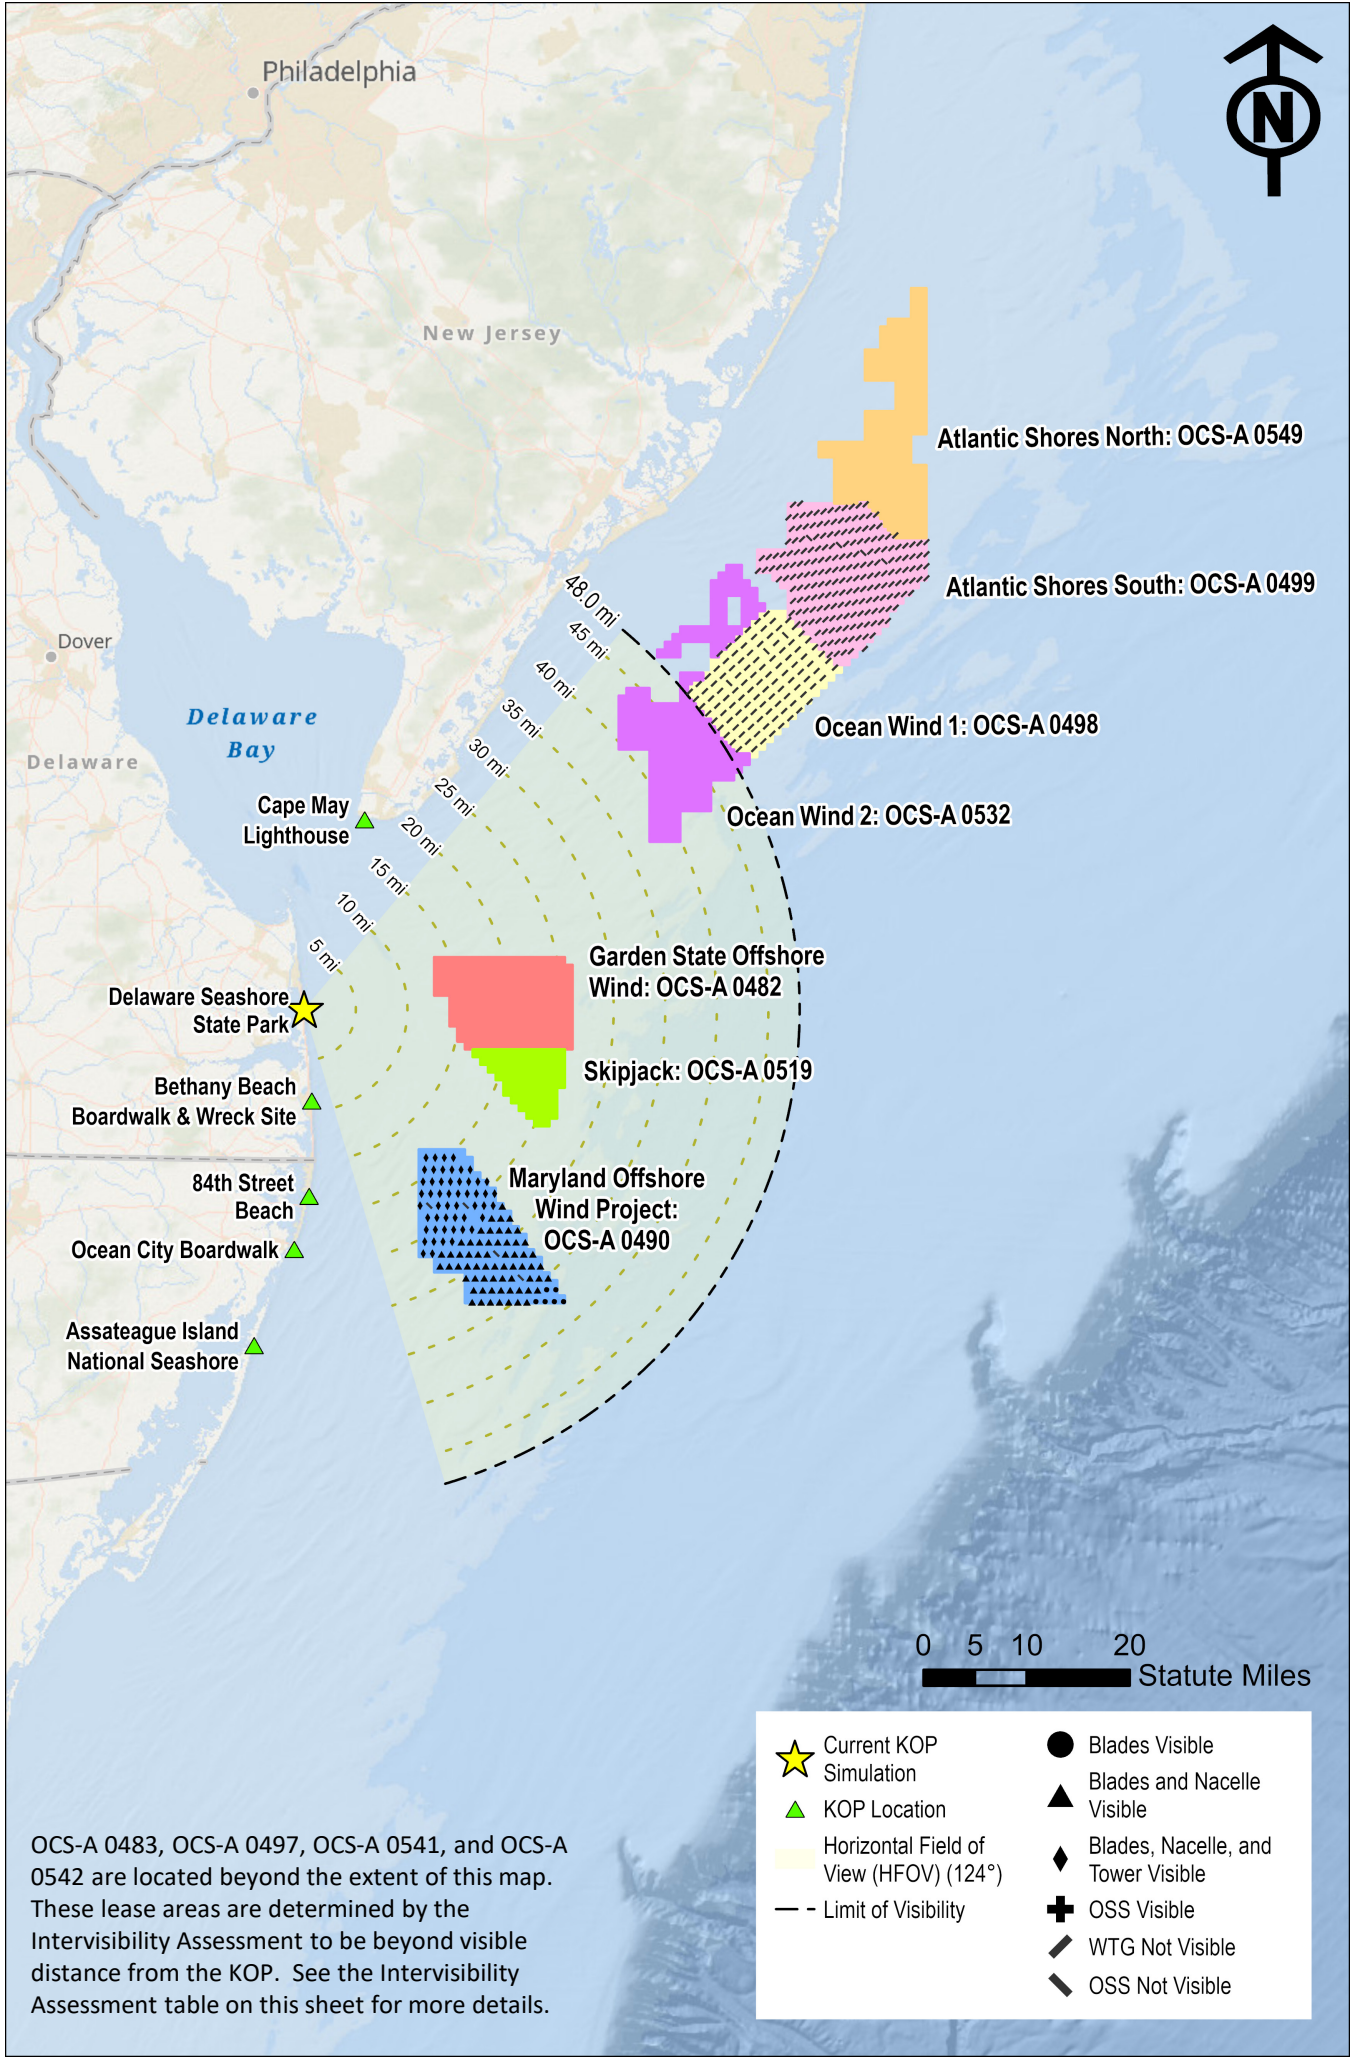 Philadelphia
N
New Jersey
Atlantic Shores North: OCS-A 0549
Atlantic Shores South: OCS-A 0499
48.0 mi
45 mi
40 mi
35 mi
30 mi
25 mi
20 mi
15 mi
10 mi
5 mi
Dover
Delaware
Bay
Delaware
Ocean Wind 1: OCS-A 0498
Cape May
Lighthouse
Ocean Wind 2: OCS-A 0532
Garden State Offshore
Wind: OCS-A 0482
Delaware Seashore
State Park
Skipjack: OCS-A 0519
Bethany Beach
Boardwalk & Wreck Site
84th Street
Beach
Maryland Offshore
Wind Project:
OCS-A 0490
Ocean City Boardwalk
Assateague Island
National Seashore
0 5 10 20
Statute Miles
Current KOP
Simulation
KOP Location
Horizontal Field of
View (HFOV) (124°)
Limit of Visibility
Blades Visible
Blades and Nacelle
Visible
Blades, Nacelle, and
Tower Visible
OSS Visible
WTG Not Visible
OSS Not Visible
OCS-A 0483, OCS-A 0497, OCS-A 0541, and OCS-A
0542 are located beyond the extent of this map.
These lease areas are determined by the
Intervisibility Assessment to be beyond visible
distance from the KOP.  See the Intervisibility
Assessment table on this sheet for more details.